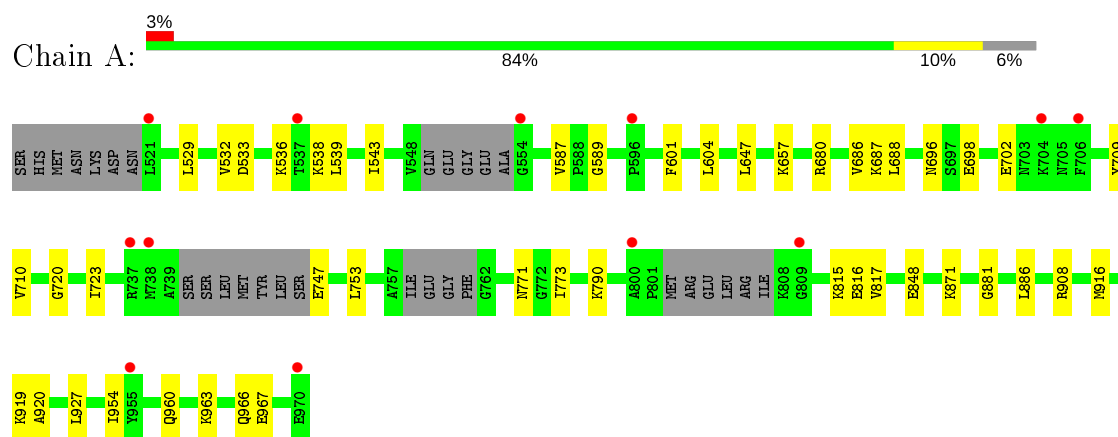 3%
Chain A:
84% 10% 6%
SER HIS MET ASN LYS ASP ASN L521 L529 V532 D533 K536 T537 K538 L539 I543 V548 GLN GLU GLY GLU ALA G554 V587 P588 G589 P596 F601 L604 L647 K657 R680 V686 K687 L688 N696 S697 E698 E702 N703 K704 N705 F706
V710 G720 I723 R737 M738 A739 SER SER LEU MET TYR LEU SER E747 L753 A757 ILE GLU GLY PHE G762 N771 G772 I773 K790 A800 P801 MET ARG GLU LEU ARG ILE K808 G809 K815 E816 V817 E848 K871 G881 L886 R908 M916
K919 A920 L927 I954 Y955 Q960 K963 Q966 E967 E970